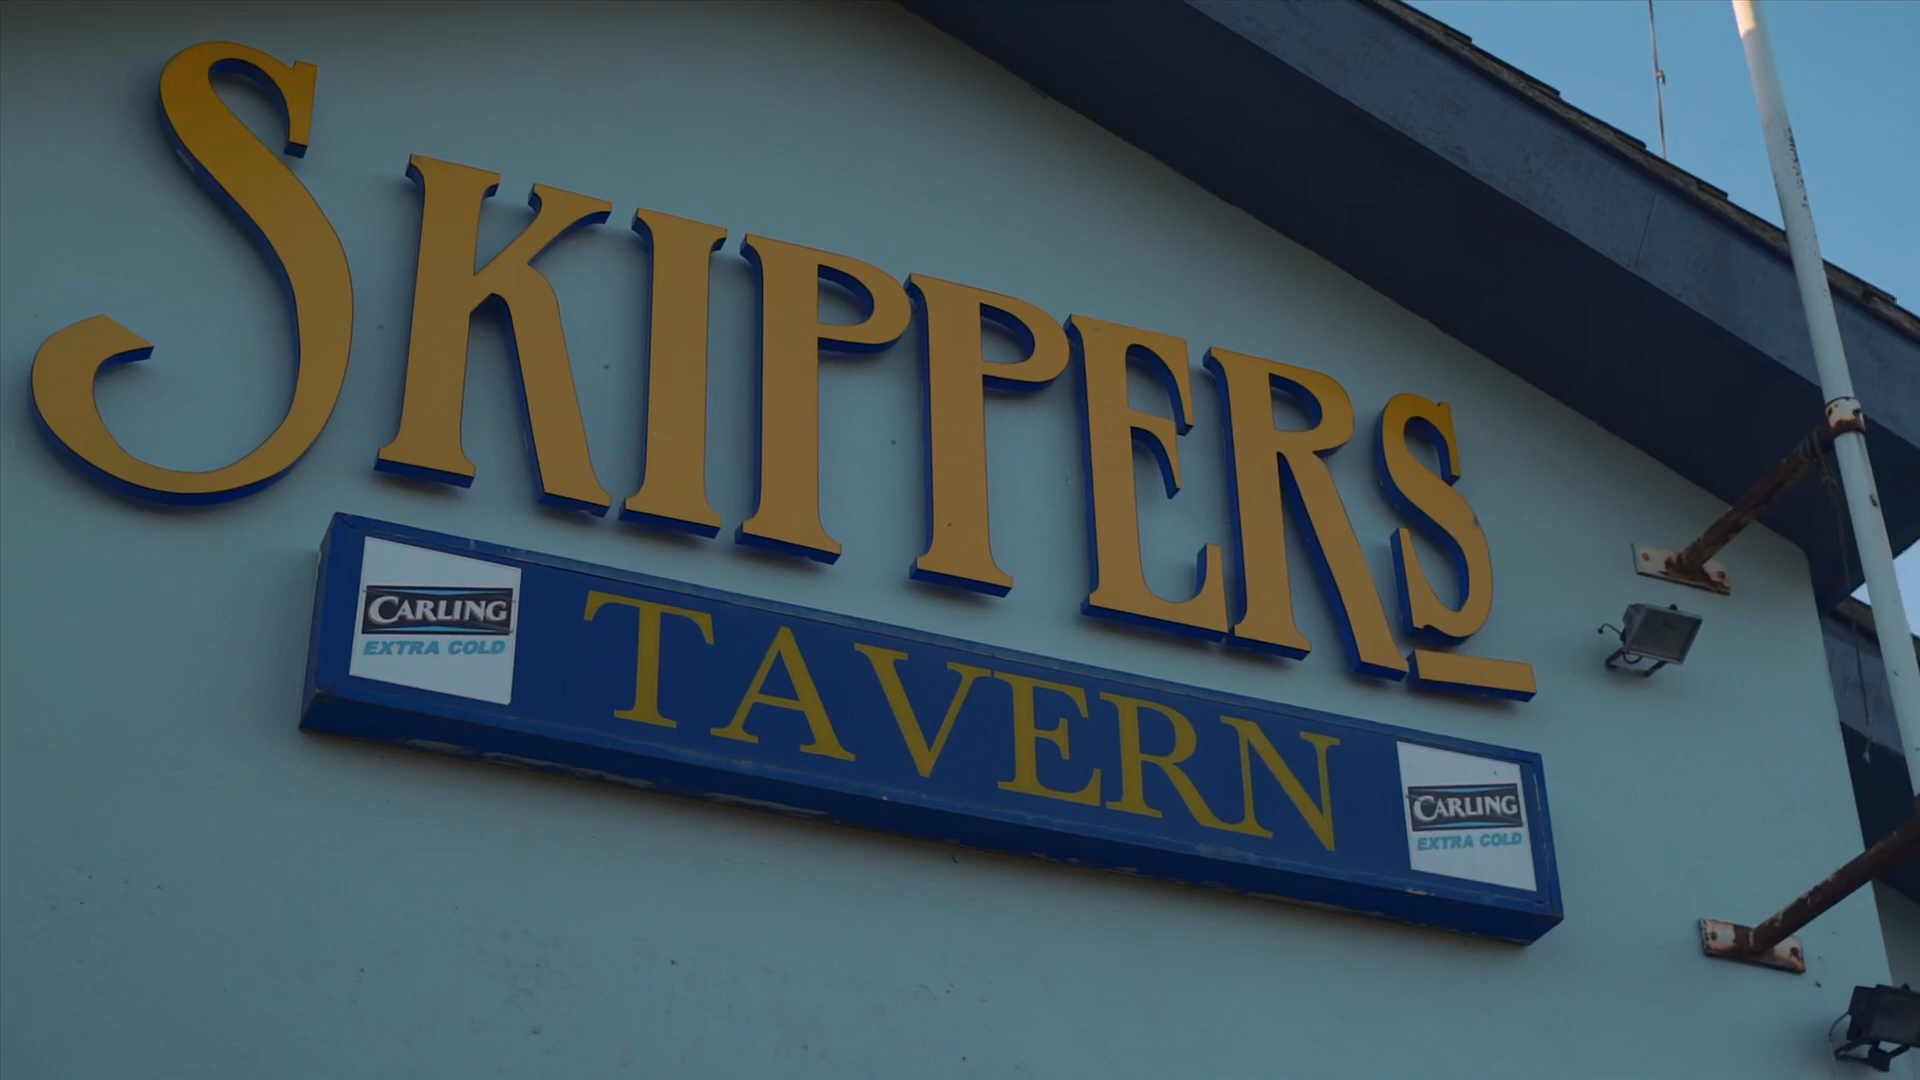 SKIPPERS
CARLING
EXTRA COLD
TAVERN
CARLING
EXTRA COLD